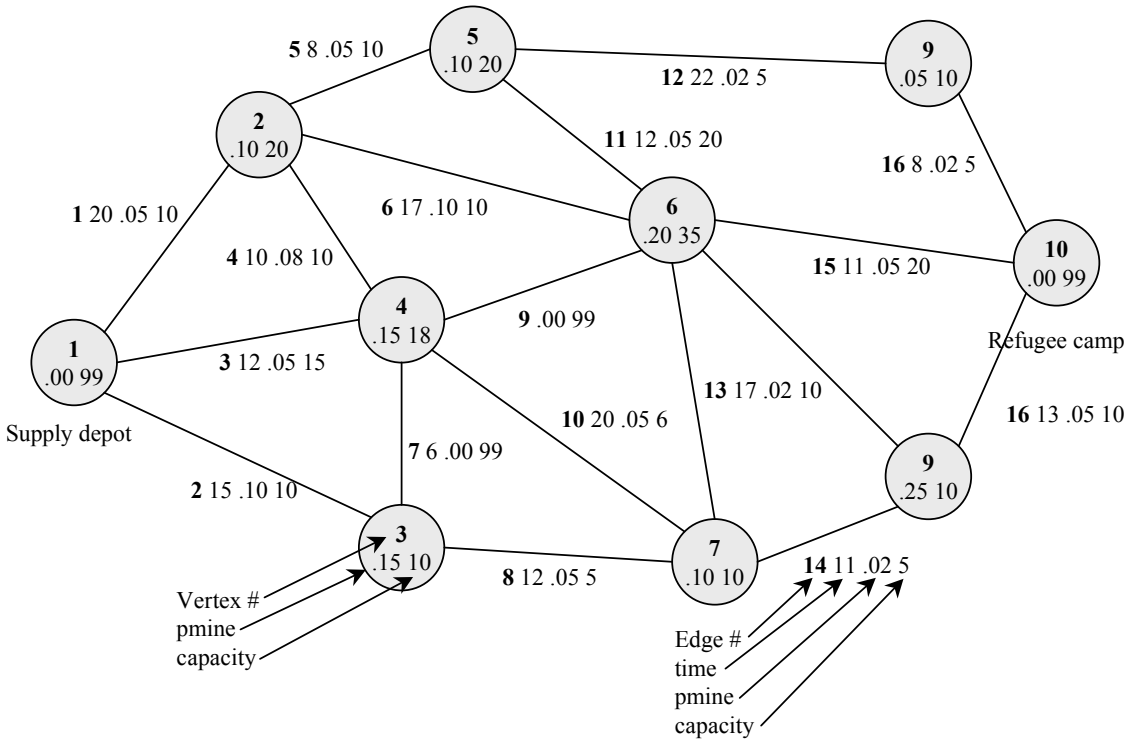 5
.10 20
9
.05 10
5 8 .05 10
12 22 .02 5
2
.10 20
11 12 .05 20
16 8 .02 5
1 20 .05 10
6 17 .10 10
6
.20 35
4 10 .08 10
15 11 .05 20
10
.00 99
Refugee camp
4
.15 18
9 .00 99
1
.00 99
Supply depot
3 12 .05 15
13 17 .02 10
10 20 .05 6
16 13 .05 10
7 6 .00 99
9
.25 10
2 15 .10 10
3
.15 10
7
.10 10
8 12 .05 5
14 11 .02 5
Vertex #
pmine
capacity
Edge #
time
pmine
capacity